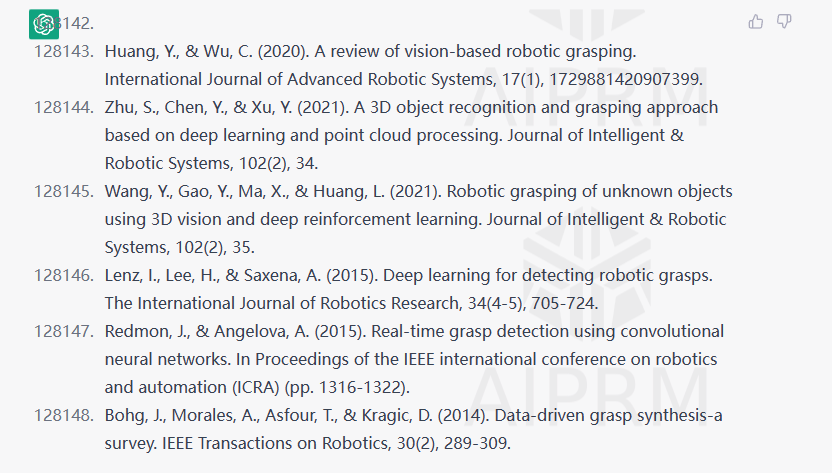 128142.
128143. Huang, Y., & Wu, C. (2020). A review of vision-based robotic grasping.
International Journal of Advanced Robotic Systems, 17(1), 1729881420907399.
128144. Zhu, S., Chen, Y., & Xu, Y. (2021). A 3D object recognition and grasping approach
based on deep learning and point cloud processing. Journal of Intelligent &
Robotic Systems, 102(2), 34.
128145. Wang, Y., Gao, Y., Ma, X., & Huang, L. (2021). Robotic grasping of unknown objects
using 3D vision and deep reinforcement learning. Journal of Intelligent & Robotic
Systems, 102(2), 35.
128146. Lenz, I., Lee, H., & Saxena, A. (2015). Deep learning for detecting robotic grasps.
The International Journal of Robotics Research, 34(4-5), 705-724.
128147. Redmon, J., & Angelova, A. (2015). Real-time grasp detection using convolutional
neural networks. In Proceedings of the IEEE international conference on robotics
and automation (ICRA) (pp. 1316-1322).
128148. Bohg, J., Morales, A., Asfour, T., & Kragic, D. (2014). Data-driven grasp synthesis-a
survey. IEEE Transactions on Robotics, 30(2), 289-309.
AIPRM
AIPRM